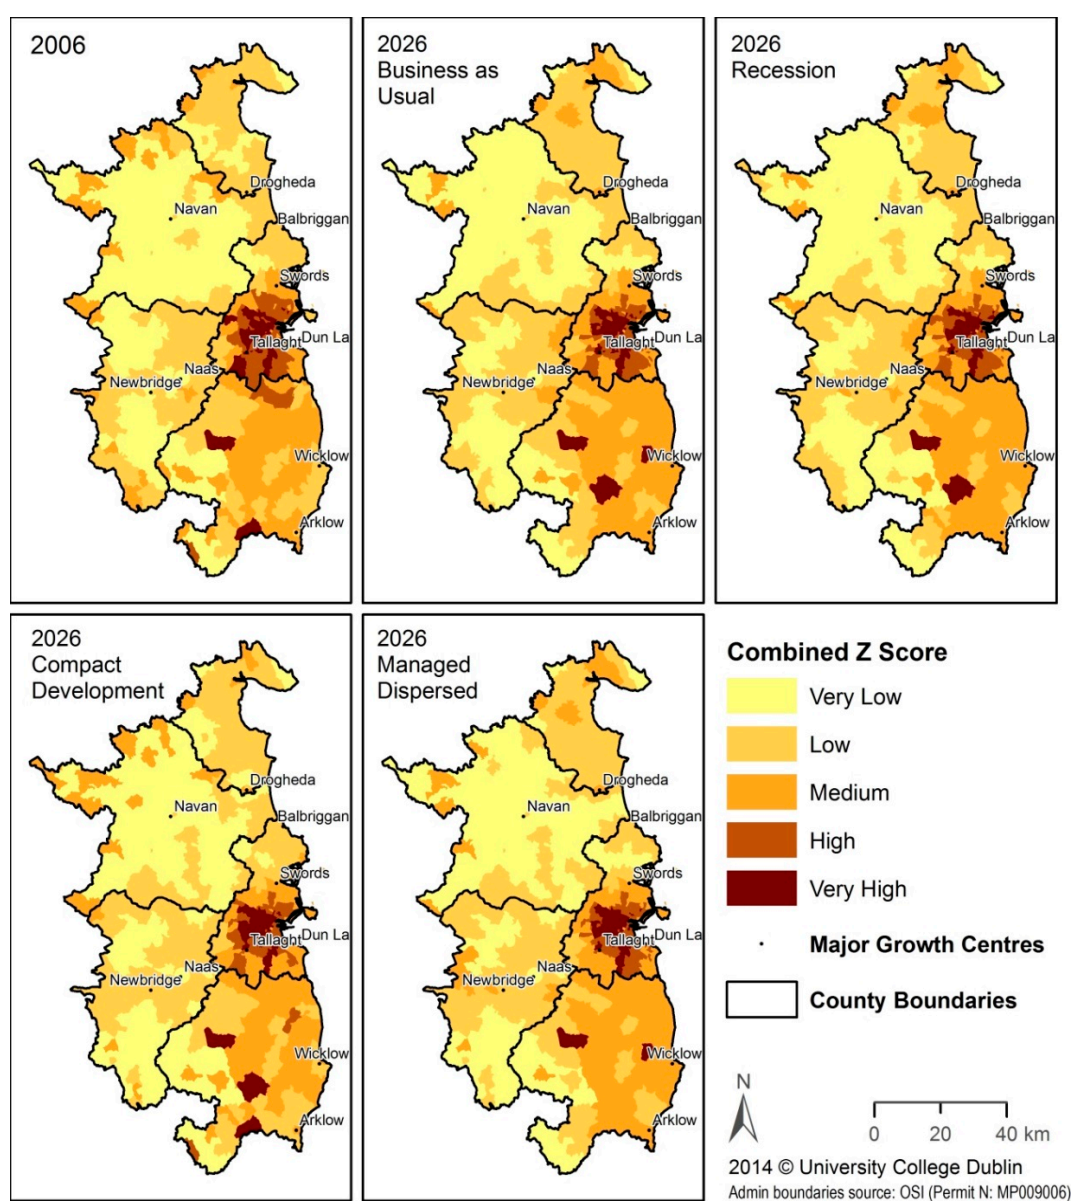 2006
Drogheda
Navan
Balbriggan
Swords
Dun La
Tallaght
Naas
Newbridge
Wicklow
Arklow
2026
Business as
Usual
Drogheda
Navan
Balbriggan
Swords
Dun La
Tallaght
Naas
Newbridge
Wicklow
Arklow
2026
Recession
Drogheda
Navan
Balbriggan
Swords
Dun La
Tallaght
Naas
Newbridge
Wicklow
Arklow
2026
Compact
Development
Drogheda
Navan
Balbriggan
Swords
Dun La
Tallaght
Naas
Newbridge
Wicklow
Arklow
2026
Managed
Dispersed
Drogheda
Navan
Balbriggan
Swords
Dun La
Tallaght
Naas
Newbridge
Wicklow
Arklow
Combined Z Score
Very Low
Low
Medium
High
Very High
Major Growth Centres
County Boundaries
N
0 20 40 km
2014 © University College Dublin
Admin boundaries source: OSI (Permit N: MP009006)